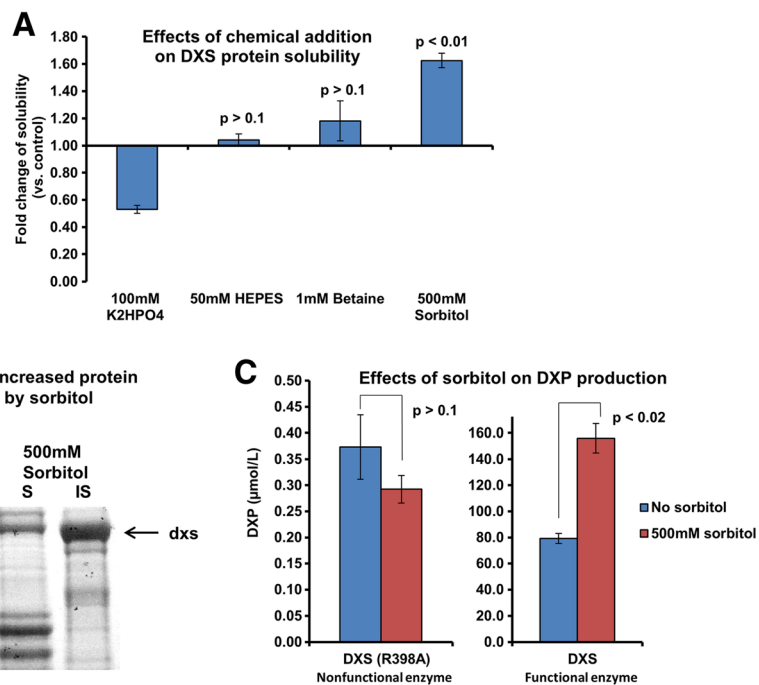 A
Effects of chemical addition
on DXS protein solubility
Fold change of solubility
(vs. control)
1.80
1.60
1.40
1.20
1.00
0.80
0.60
0.40
0.20
0.00
p > 0.1
p > 0.1
p < 0.01
100mM
K2HPO4
50mM HEPES
1mM Betaine
500mM
Sorbitol
ncreased protein
by sorbitol
500mM
Sorbitol
S IS
dxs
C
Effects of sorbitol on DXP production
DXP (µmol/L)
0.50
0.45
0.40
0.35
0.30
0.25
0.20
0.15
0.10
0.05
0.00
p > 0.1
DXS (R398A)
Nonfunctional enzyme
160.0
140.0
120.0
100.0
80.0
60.0
40.0
20.0
0.0
p < 0.02
DXS
Functional enzyme
No sorbitol
500mM sorbitol